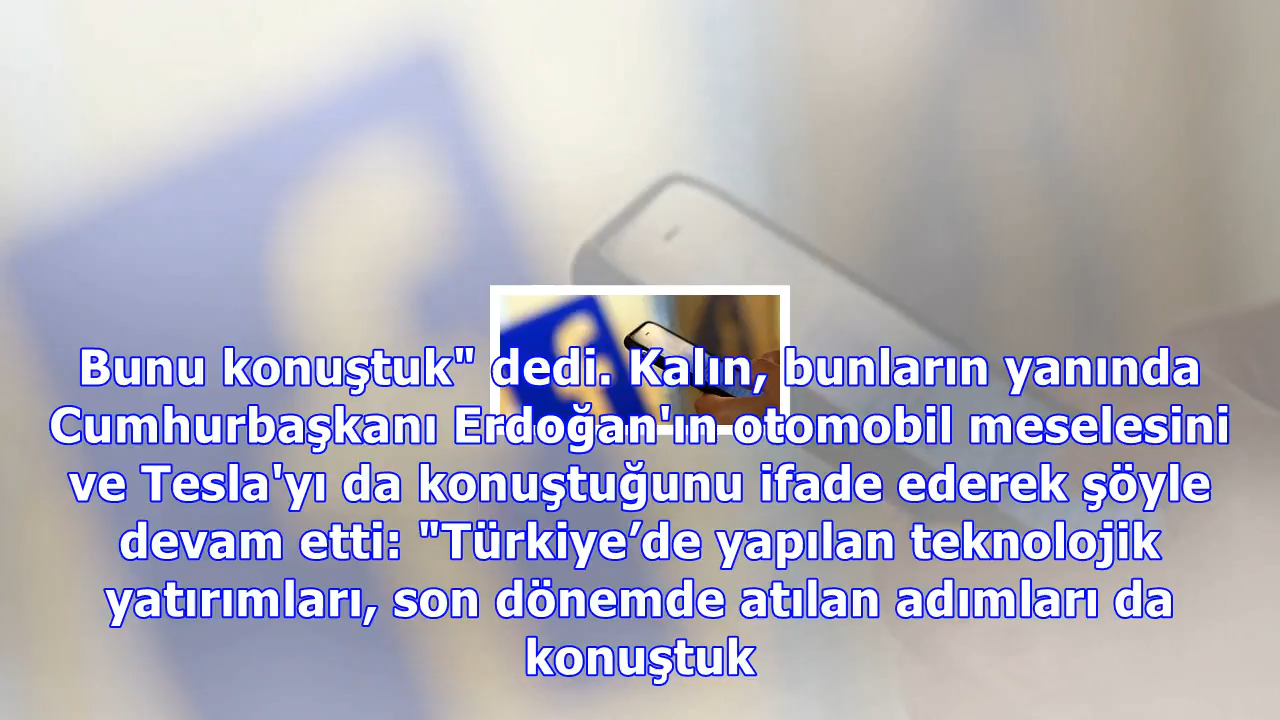 Bunu konuştuk" dedi. Kalın, bunların yanında
Cumhurbaşkanı Erdoğan'ın otomobil meselesini
ve Tesla'yı da konuştuğunu ifade ederek şöyle
devam etti: "Türkiye’de yapılan teknolojik
yatırımları, son dönemde atılan adımları da
konuştuk